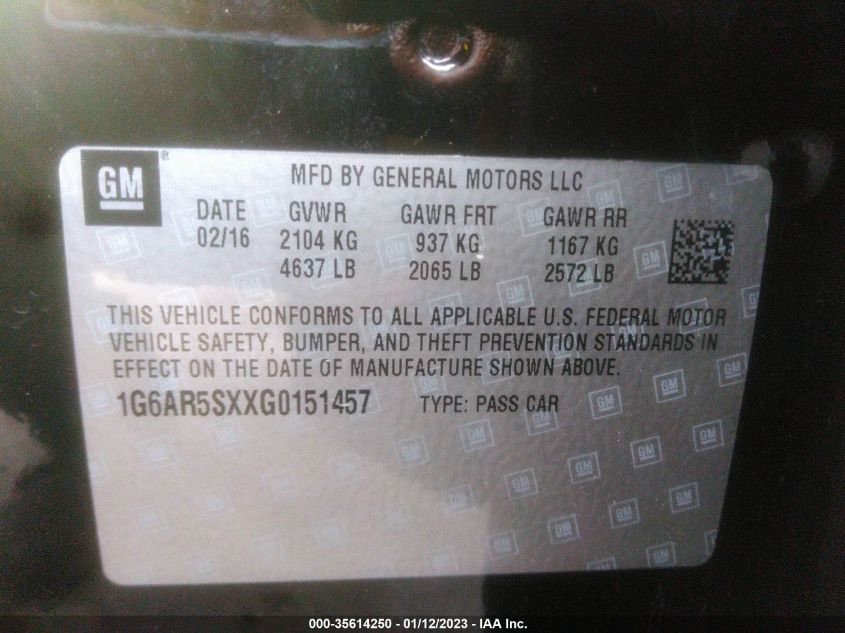 GM ®
MFD BY GENERAL MOTORS LLC
DATE GVWR GAWR FRT GAWR RR
02/16 2104 KG 937 KG 1167 KG
4637 LB 2065 LB 2572 LB
THIS VEHICLE CONFORMS TO ALL APPLICABLE U.S. FEDERAL MOTOR
VEHICLE SAFETY, BUMPER, AND THEFT PREVENTION STANDARDS IN
EFFECT ON THE DATE OF MANUFACTURE SHOWN ABOVE.
1G6AR5SXXG0151457 TYPE: PASS CAR
000-35614250 - 01/12/2023 - IAA Inc.